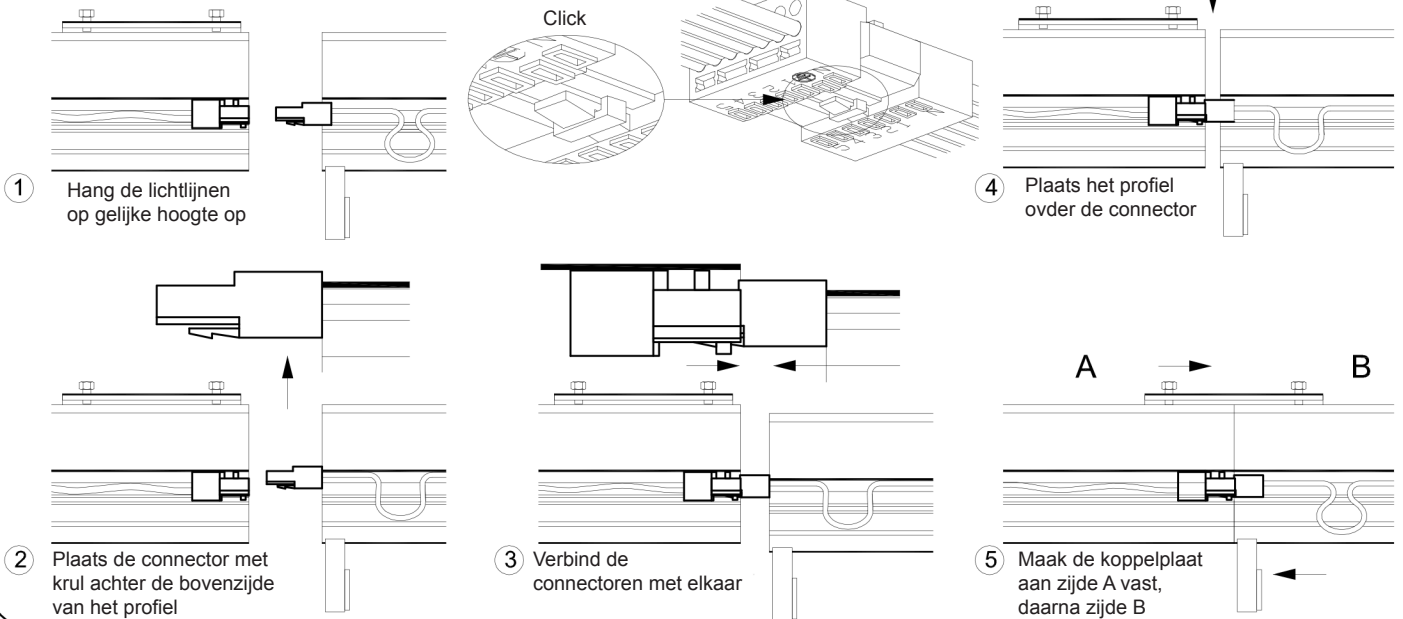 Click
1 Hang de lichtlijnen
op gelijke hoogte op
4 Plaats het profiel
ovder de connector
2 Plaats de connector met
krul achter de bovenzijde
van het profiel
3 Verbind de
connectoren met elkaar
A B
5 Maak de koppelplaat
aan zijde A vast,
daarna zijde B